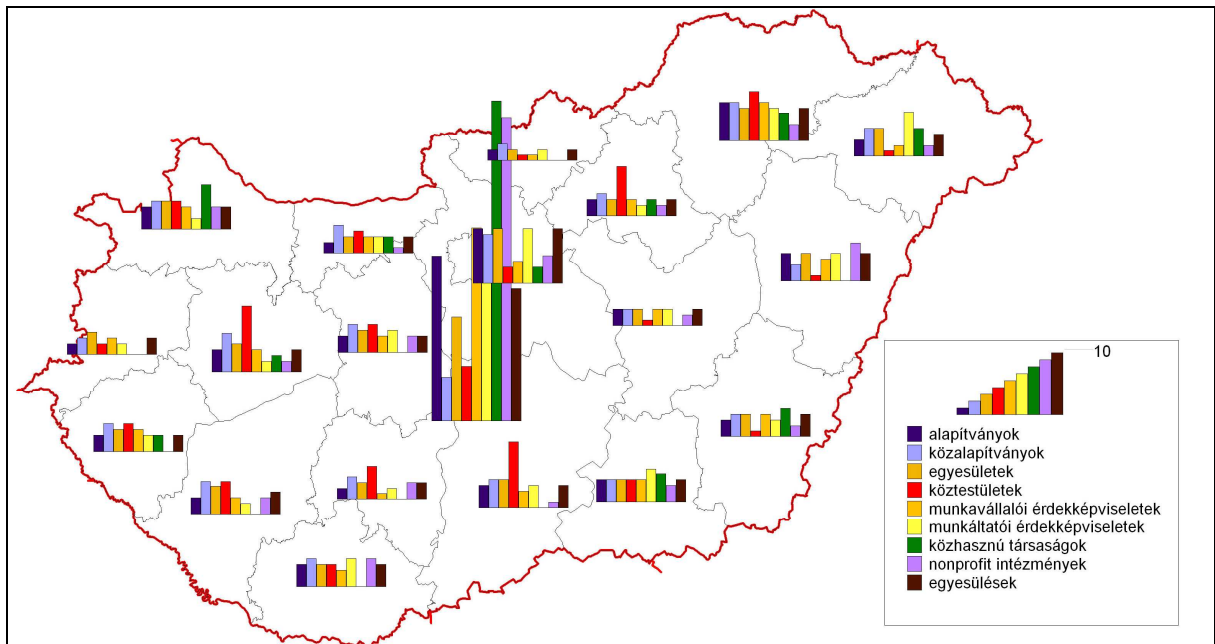 10
alapítványok
közalapítványok
egyesületek
köztestületek
munkavállalói érdekképviseletek
munkáltatói érdekképviseletek
közhasznú társaságok
nonprofit intézmények
egyesülések